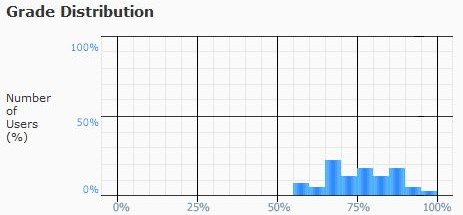 Grade Distribution
100%
Number
of
Users
(%)
50%
0%
0%
25%
50%
75%
100%